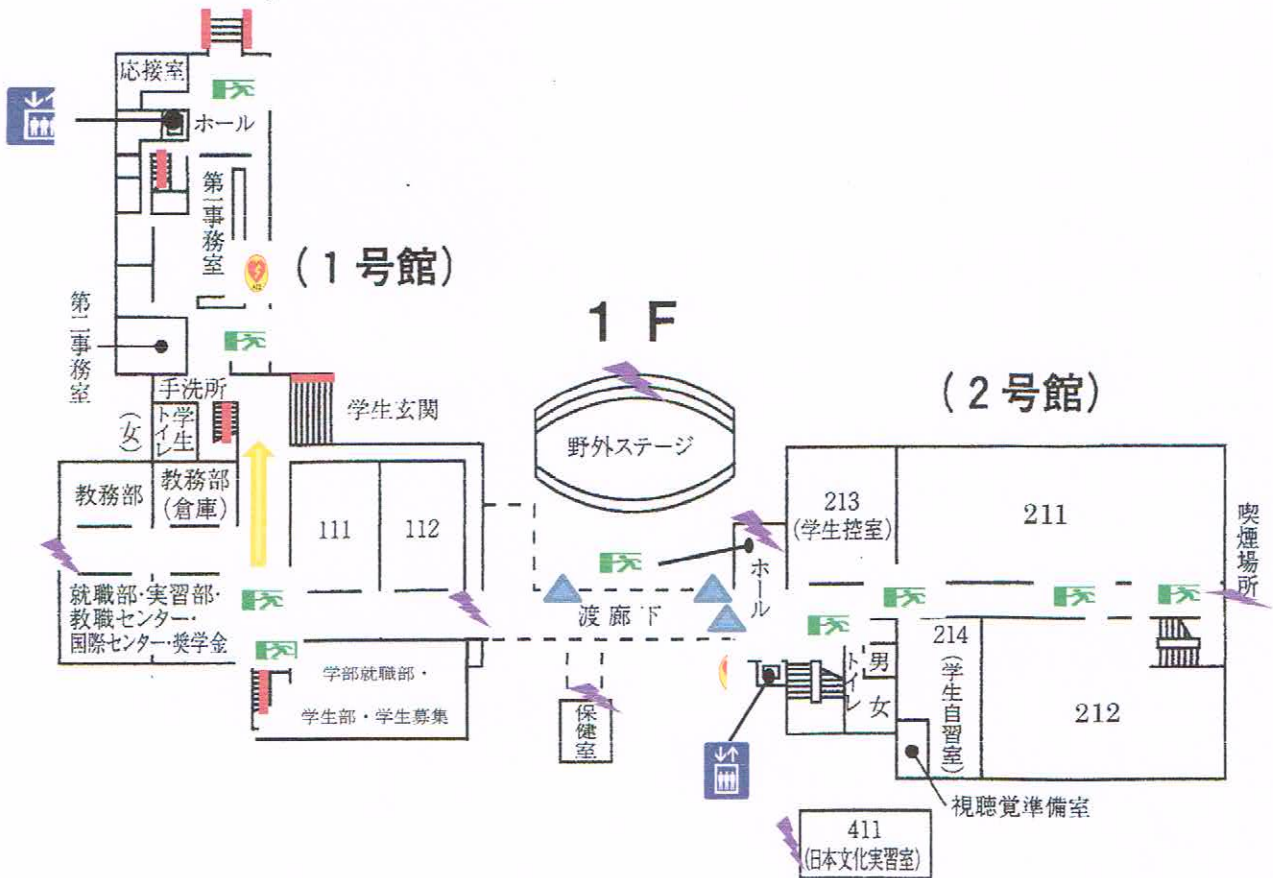 応接室
ホール
第一事務室
(1号館)
第二事務室
1 F
手洗所
学生
トイレ
(女)
学生玄関
野外ステージ
(2号館)
教務部
教務部
(倉庫)
111
112
213
(学生控室)
211
喫煙場所
就職部・実習部・
教職センター・
国際センター・奨学金
渡廊下
ホール
学部就職部・
学生部・学生募集
保健室
トイレ
男
女
214
(学生自習室)
212
視聴覚準備室
411
(日本文化実習室)